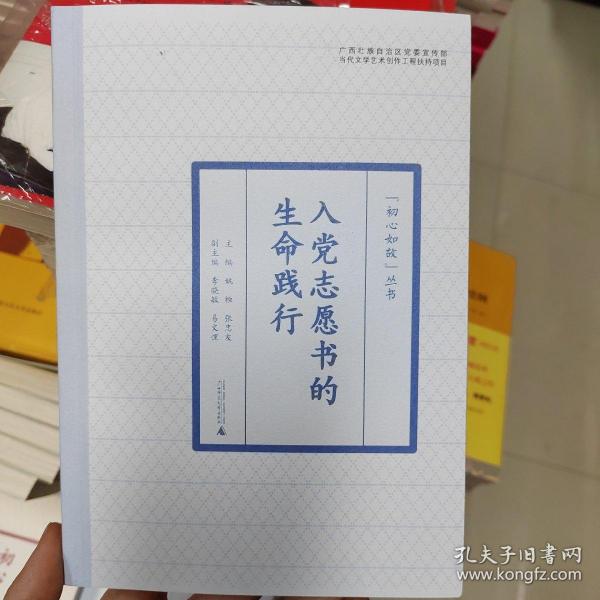 广西壮族自治区党委宣传部
当代文学艺术创作工程扶持项目
「初心如故」丛书
入党志愿书的
生命践行
主编 姚恒 张忠友
副主编 李晓敏 易文源
初
孔夫子旧书网
www.kongfz.com